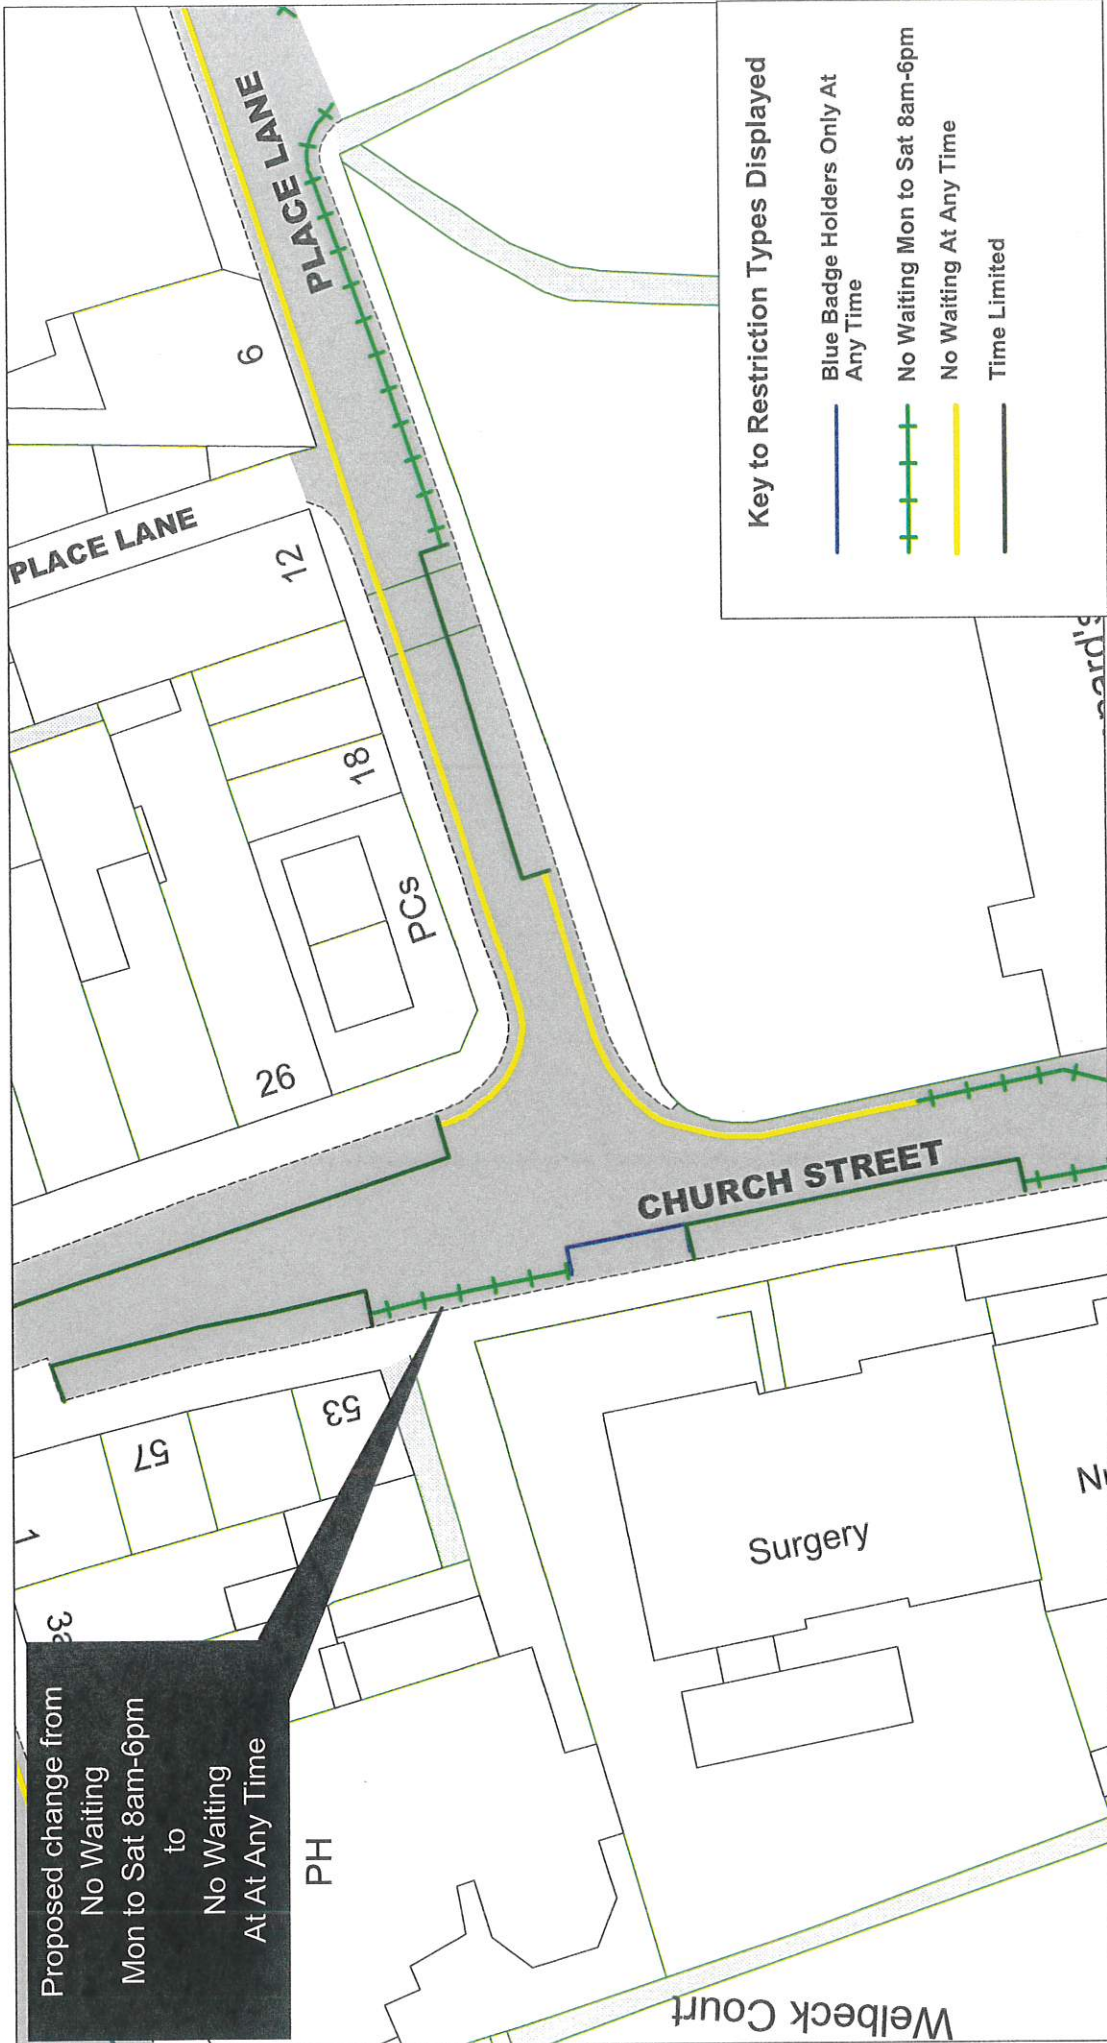 Proposed change from
No Waiting
Mon to Sat 8am-6pm
to
No Waiting
At At Any Time
PLACE LANE
PLACE LANE
6
12
18
PCs
26
CHURCH STREET
1
57
53
PH
Surgery
Welbeck Court
Key to Restriction Types Displayed
Blue Badge Holders Only At
Any Time
No Waiting Mon to Sat 8am-6pm
No Waiting At Any Time
Time Limited